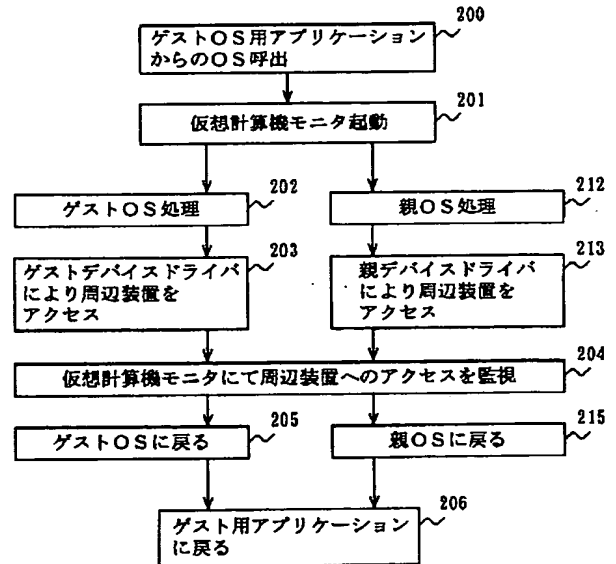 200
ゲストOS用アプリケーション
からのOS呼出
201
仮想計算機モニタ起動
202
ゲストOS処理
212
親OS処理
203
ゲストデバイスドライバ
により周辺装置を
アクセス
213
親デバイスドライバ
により周辺装置を
アクセス
204
仮想計算機モニタにて周辺装置へのアクセスを監視
205
ゲストOSに戻る
215
親OSに戻る
206
ゲスト用アプリケーション
に戻る